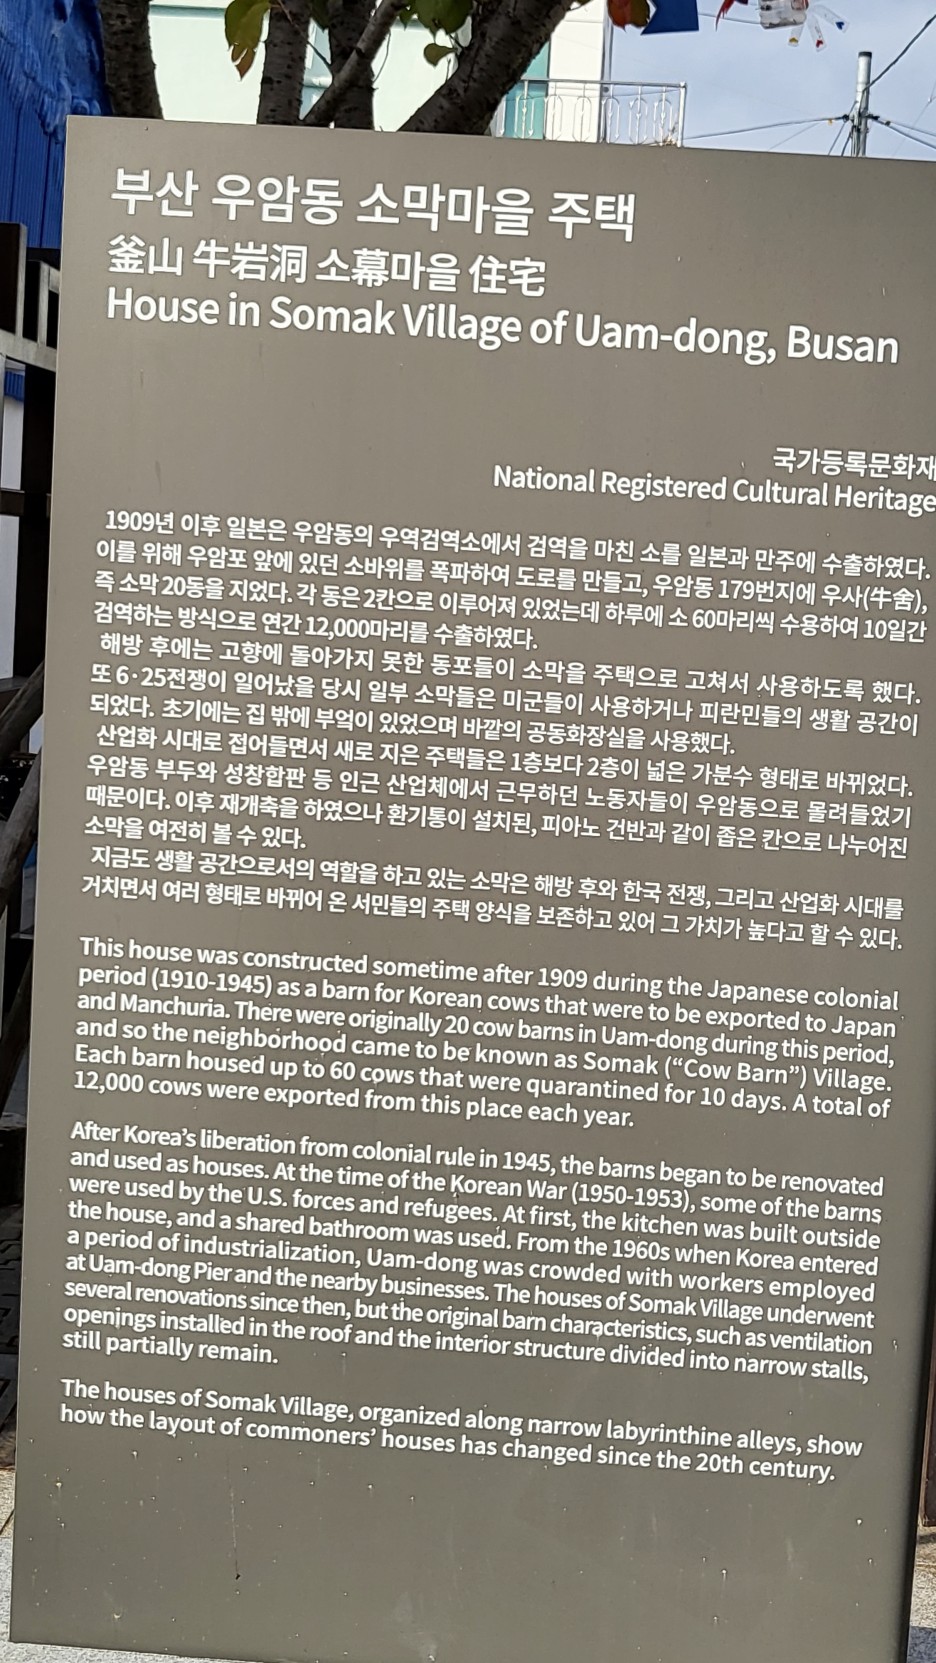 부산 우암동 소막마을 주택
釜山 牛岩洞 소幕마을 住宅
House in Somak Village of Uam-dong, Busan
국가등록문화재
National Registered Cultural Heritage
1909년 이후 일본은 우암동의 우역검역소에서 검역을 마친 소를 일본과 만주에 수출하였다.
이를 위해 우암포 앞에 있던 소바위를 폭파하여 도로를 만들고, 우암동 179번지에 우사(牛舍),
즉 소막 20동을 지었다. 각 동은 2칸으로 이루어져 있었는데 하루에 소 60마리씩 수용하여 10일간
검역하는 방식으로 연간 12,000마리를 수출하였다.
해방 후에는 고향에 돌아가지 못한 동포들이 소막을 주택으로 고쳐서 사용하도록 했다.
또 6·25전쟁이 일어났을 당시 일부 소막들은 미군들이 사용하거나 피란민들의 생활 공간이
되었다. 초기에는 집 밖에 부엌이 있었으며 바깥의 공동화장실을 사용했다.
산업화 시대로 접어들면서 새로 지은 주택들은 1층보다 2층이 넓은 가분수 형태로 바뀌었다.
우암동 부두와 성창합판 등 인근 산업체에서 근무하던 노동자들이 우암동으로 몰려들었기
때문이다. 이후 재개축을 하였으나 환기통이 설치된, 피아노 건반과 같이 좁은 칸으로 나누어진
소막을 여전히 볼 수 있다.
지금도 생활 공간으로서의 역할을 하고 있는 소막은 해방 후와 한국 전쟁, 그리고 산업화 시대를
거치면서 여러 형태로 바뀌어 온 서민들의 주택 양식을 보존하고 있어 그 가치가 높다고 할 수 있다.
This house was constructed sometime after 1909 during the Japanese colonial
period (1910-1945) as a barn for Korean cows that were to be exported to Japan
and Manchuria. There were originally 20 cow barns in Uam-dong during this period,
and so the neighborhood came to be known as Somak (“Cow Barn”) Village.
Each barn housed up to 60 cows that were quarantined for 10 days. A total of
12,000 cows were exported from this place each year.
After Korea’s liberation from colonial rule in 1945, the barns began to be renovated
and used as houses. At the time of the Korean War (1950-1953), some of the barns
were used by the U.S. forces and refugees. At first, the kitchen was built outside
the house, and a shared bathroom was used. From the 1960s when Korea entered
a period of industrialization, Uam-dong was crowded with workers employed
at Uam-dong Pier and the nearby businesses. The houses of Somak Village underwent
several renovations since then, but the original barn characteristics, such as ventilation
openings installed in the roof and the interior structure divided into narrow stalls,
still partially remain.
The houses of Somak Village, organized along narrow labyrinthine alleys, show
how the layout of commoners’ houses has changed since the 20th century.